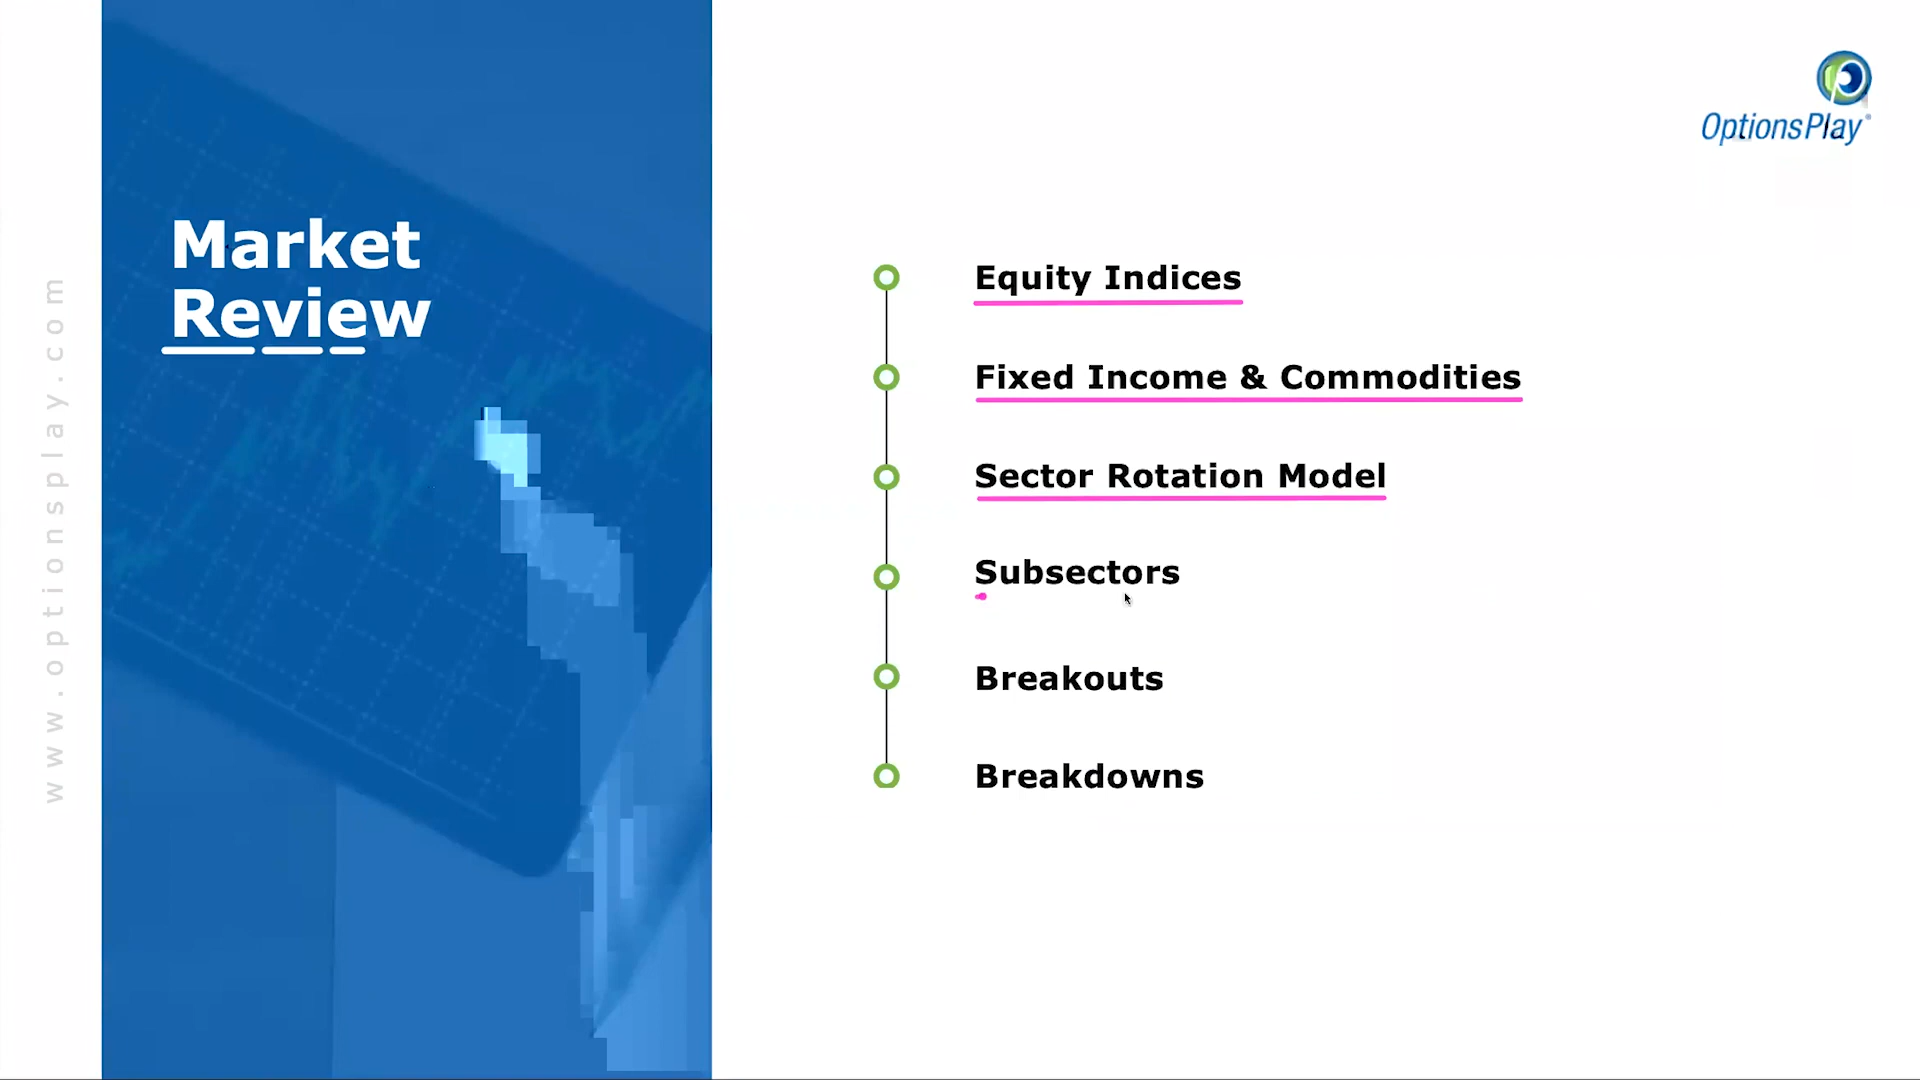 Market
Review
www.optionsplay.com
OptionsPlay®
Equity Indices
Fixed Income & Commodities
Sector Rotation Model
Subsectors
Breakouts
Breakdowns